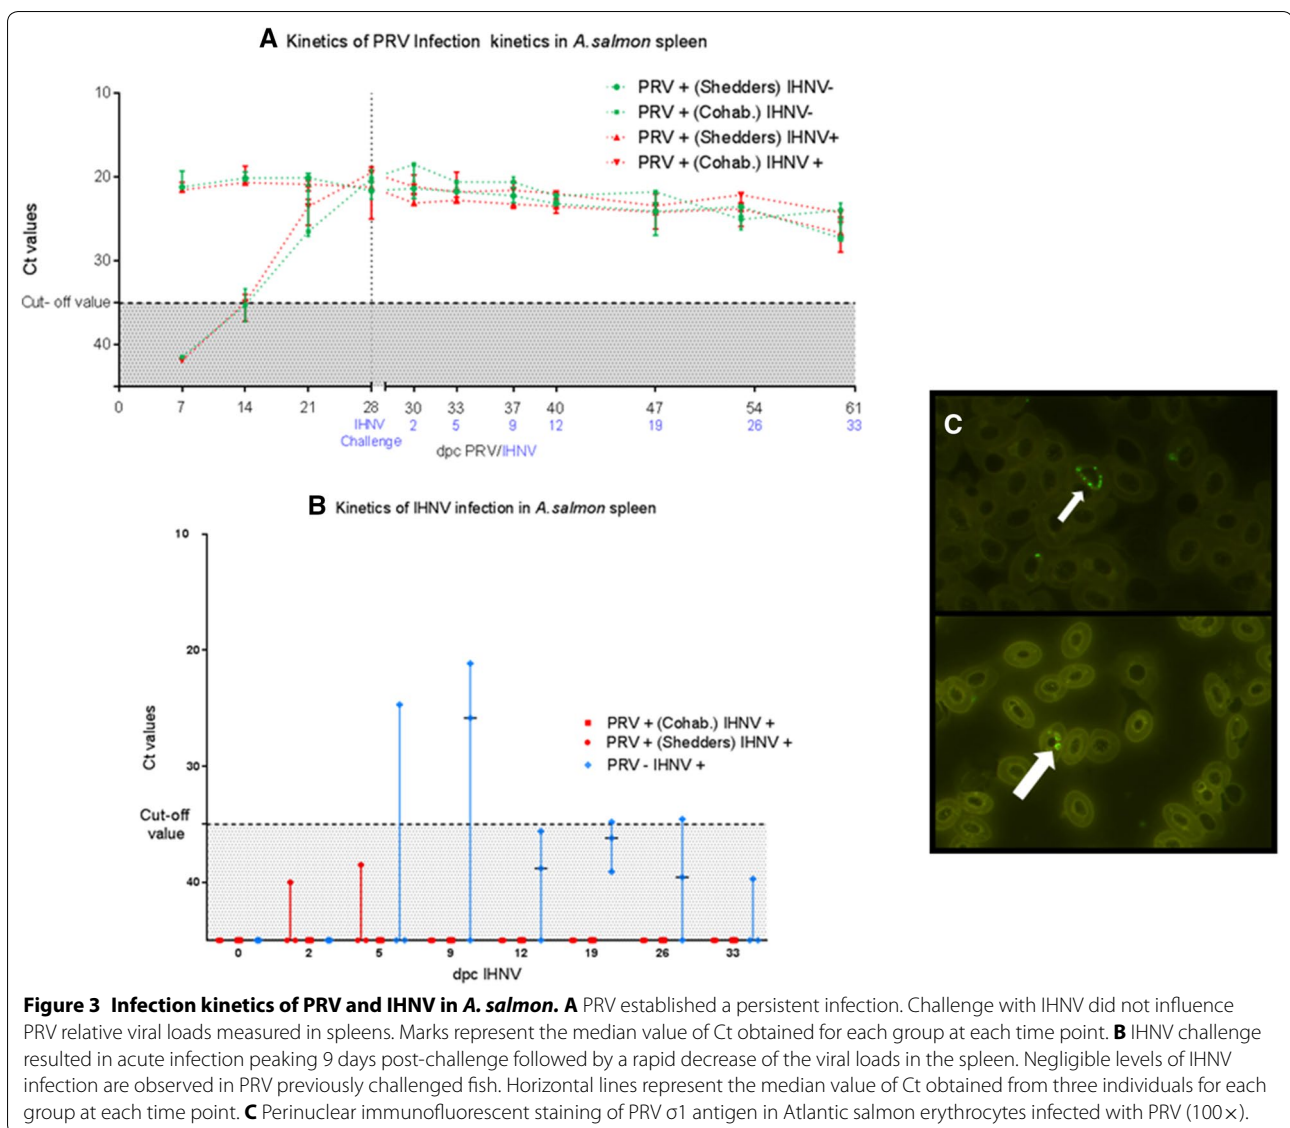 A Kinetics of PRV Infection kinetics in A.salmon spleen
PRV + (Shedders) IHNV-
PRV + (Cohab.) IHNV-
PRV + (Shedders) IHNV+
PRV + (Cohab.) IHNV +
Ct values
10
20
30
Cut- off value
40
0 7 14 21 28 30 33 37 40 47 54 61
IHNV Challenge 2 5 9 12 19 26 33
dpc PRV/IHNV
B Kinetics of IHNV infection in A.salmon spleen
PRV + (Cohab.) IHNV +
PRV + (Shedders) IHNV +
PRV - IHNV +
Ct values
10
20
30
Cut-off
value
40
0 2 5 9 12 19 26 33
dpc IHNV
C
Figure 3 Infection kinetics of PRV and IHNV in A. salmon. A PRV established a persistent infection. Challenge with IHNV did not influence
PRV relative viral loads measured in spleens. Marks represent the median value of Ct obtained for each group at each time point. B IHNV challenge
resulted in acute infection peaking 9 days post-challenge followed by a rapid decrease of the viral loads in the spleen. Negligible levels of IHNV
infection are observed in PRV previously challenged fish. Horizontal lines represent the median value of Ct obtained from three individuals for each
group at each time point. C Perinuclear immunofluorescent staining of PRV σ1 antigen in Atlantic salmon erythrocytes infected with PRV (100×).